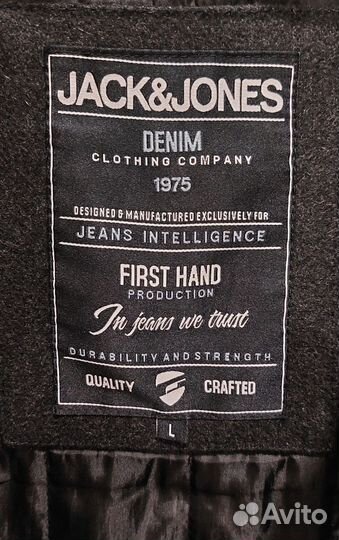 JACK&JONES
DENIM
CLOTHING COMPANY
1975
DESIGNED & MANUFACTURED EXCLUSIVELY FOR
JEANS INTELLIGENCE
FIRST HAND
PRODUCTION
In jeans we trust
DURABILITY AND STRENGTH
QUALITY CRAFTED
L
Avito